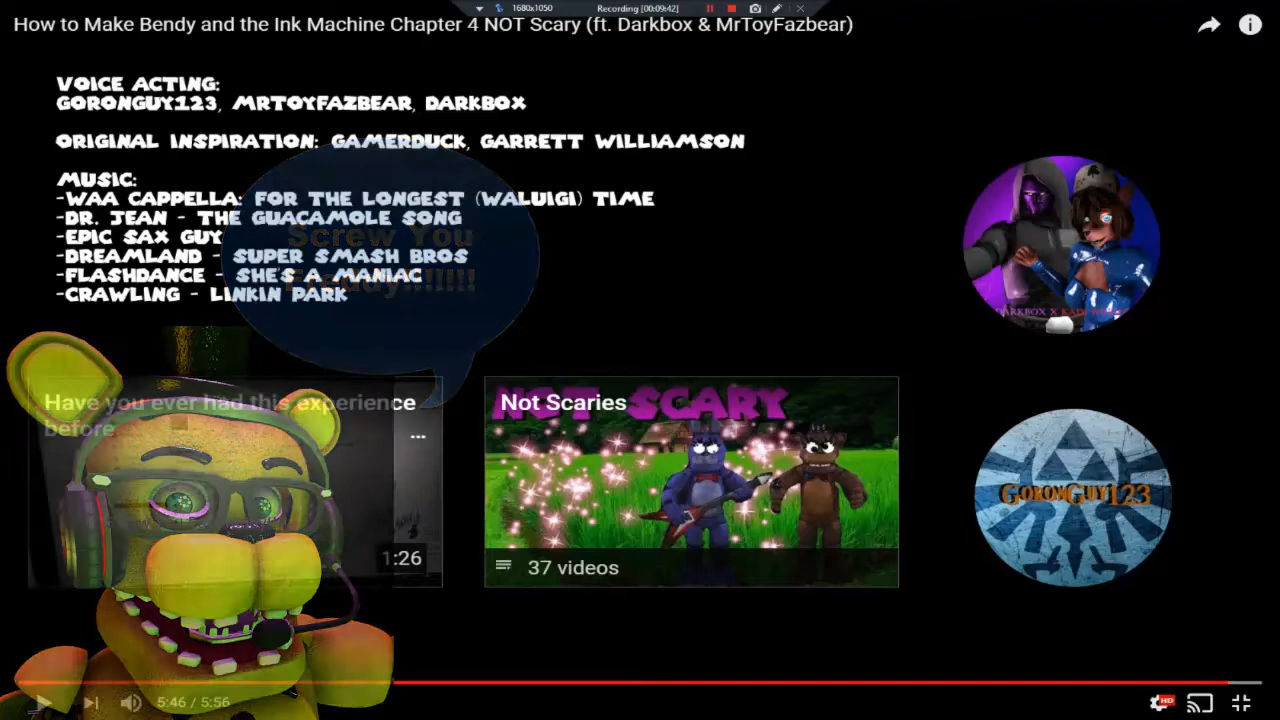 1680x1050
Recording [00:09:42]
How to Make Bendy and the Ink Machine Chapter 4 NOT Scary (ft. Darkbox & MrToyFazbear)
VOICE ACTING:
GORONGUY123, MRTOYFAZBEAR, DARKBOX
ORIGINAL INSPIRATION: GAMERDUCK, GARRETT WILLIAMSON
MUSIC:
-WAA CAPPELLA: FOR THE LONGEST (WALUIGI) TIME
-DR. JEAN - THE GUACAMOLE SONG
-EPIC SAX GUY
-DREAMLAND - SUPER SMASH BROS
-FLASHDANCE - SHE'S A MANIAC
-CRAWLING - LINKIN PARK
Screw You
Freddy!!!!!!!
DARKBOX X
Have you ever had this experience
before
1:26
NOT SCARY
Not Scaries
37 videos
GORONGUY123
5:46 / 5:56
HD